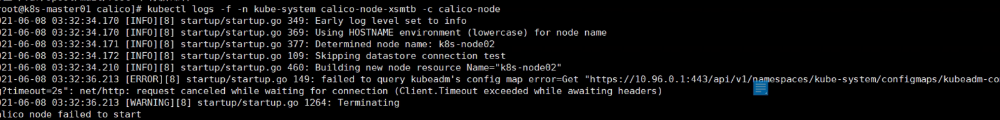 root@k8s-master01 calico]# kubectl logs -f -n kube-system calico-node-xsmtb -c calico-node
21-06-08 03:32:34.170 [INFO][8] startup/startup.go 349: Early log level set to info
21-06-08 03:32:34.170 [INFO][8] startup/startup.go 369: Using HOSTNAME environment (lowercase) for node name
21-06-08 03:32:34.171 [INFO][8] startup/startup.go 377: Determined node name: k8s-node02
21-06-08 03:32:34.172 [INFO][8] startup/startup.go 109: Skipping datastore connection test
21-06-08 03:32:34.210 [INFO][8] startup/startup.go 460: Building new node resource Name="k8s-node02"
21-06-08 03:32:36.213 [ERROR][8] startup/startup.go 149: failed to query kubeadm's config map error=Get "https://10.96.0.1:443/api/v1/namespaces/kube-system/configmaps/kubeadm-co
g?timeout=2s": net/http: request canceled while waiting for connection (Client.Timeout exceeded while awaiting headers)
21-06-08 03:32:36.213 [WARNING][8] startup/startup.go 1264: Terminating
alico node failed to start